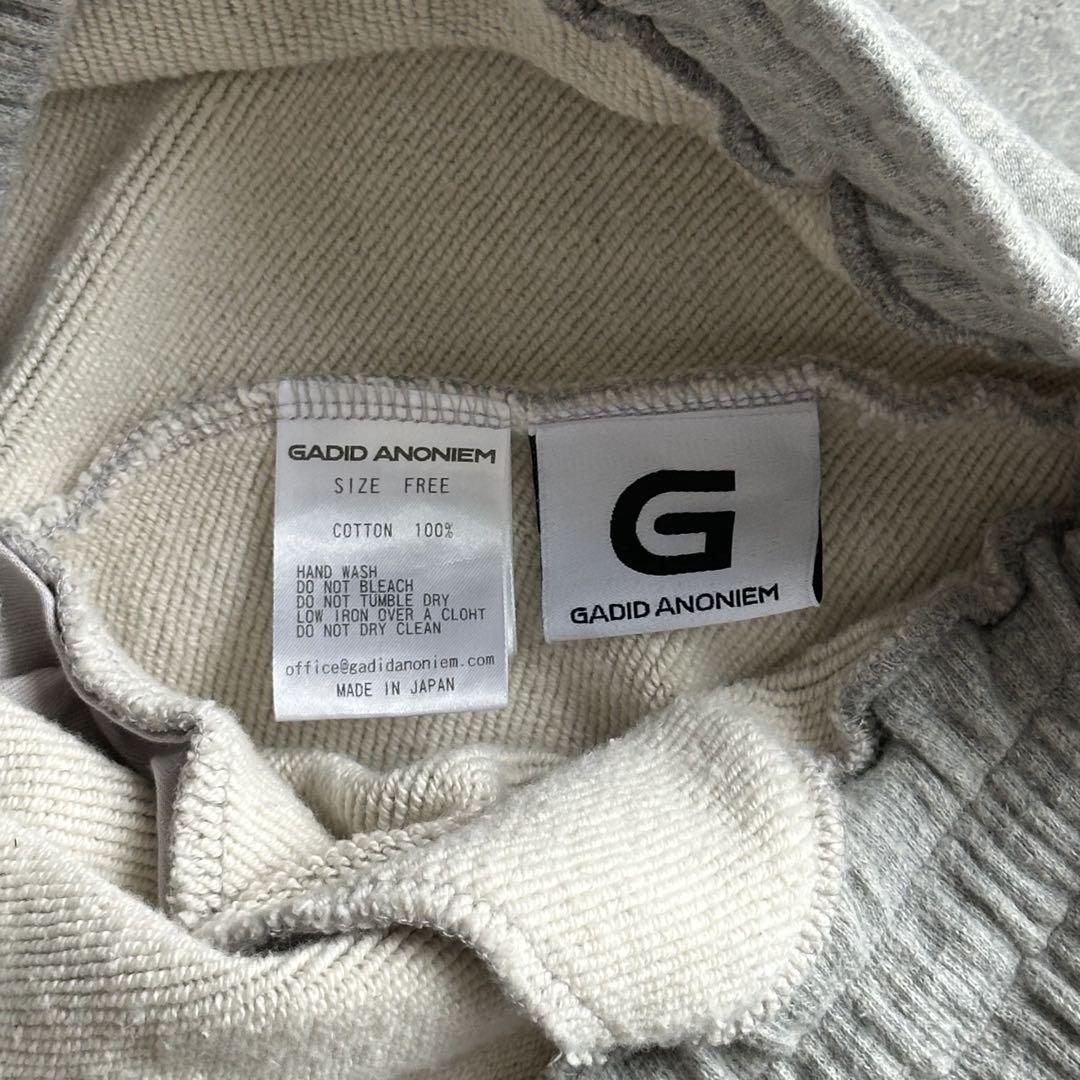 GADID ANONIEM
SIZE FREE
COTTON 100%
HAND WASH
DO NOT BLEACH
DO NOT TUMBLE DRY
LOW IRON OVER A CLOHT
DO NOT DRY CLEAN
office@gadidanoniem.com
MADE IN JAPAN
G
GADID ANONIEM